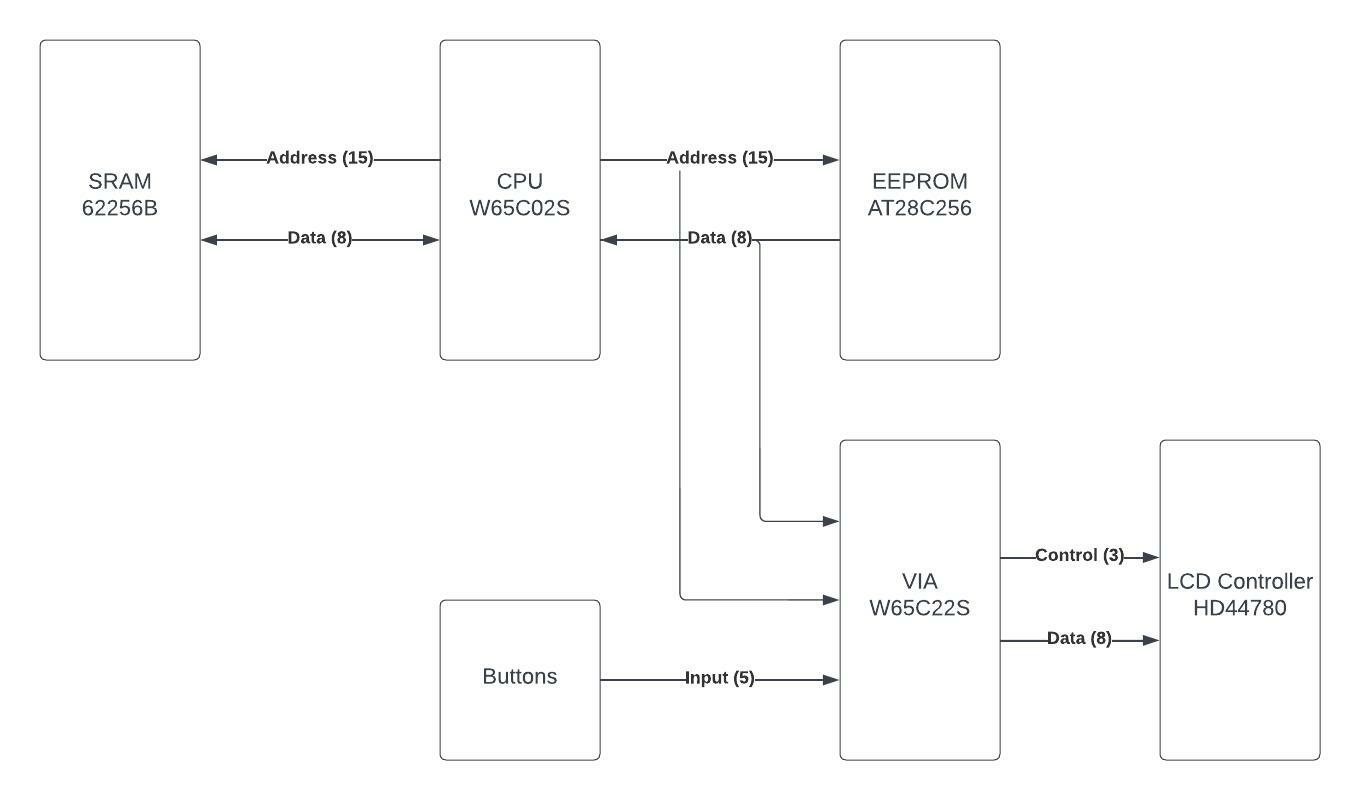 SRAM
62256B
Address (15)
Data (8)
CPU
W65C02S
Address (15)
Data (8)
EEPROM
AT28C256
Buttons
Input (5)
VIA
W65C22S
Control (3)
Data (8)
LCD Controller
HD44780